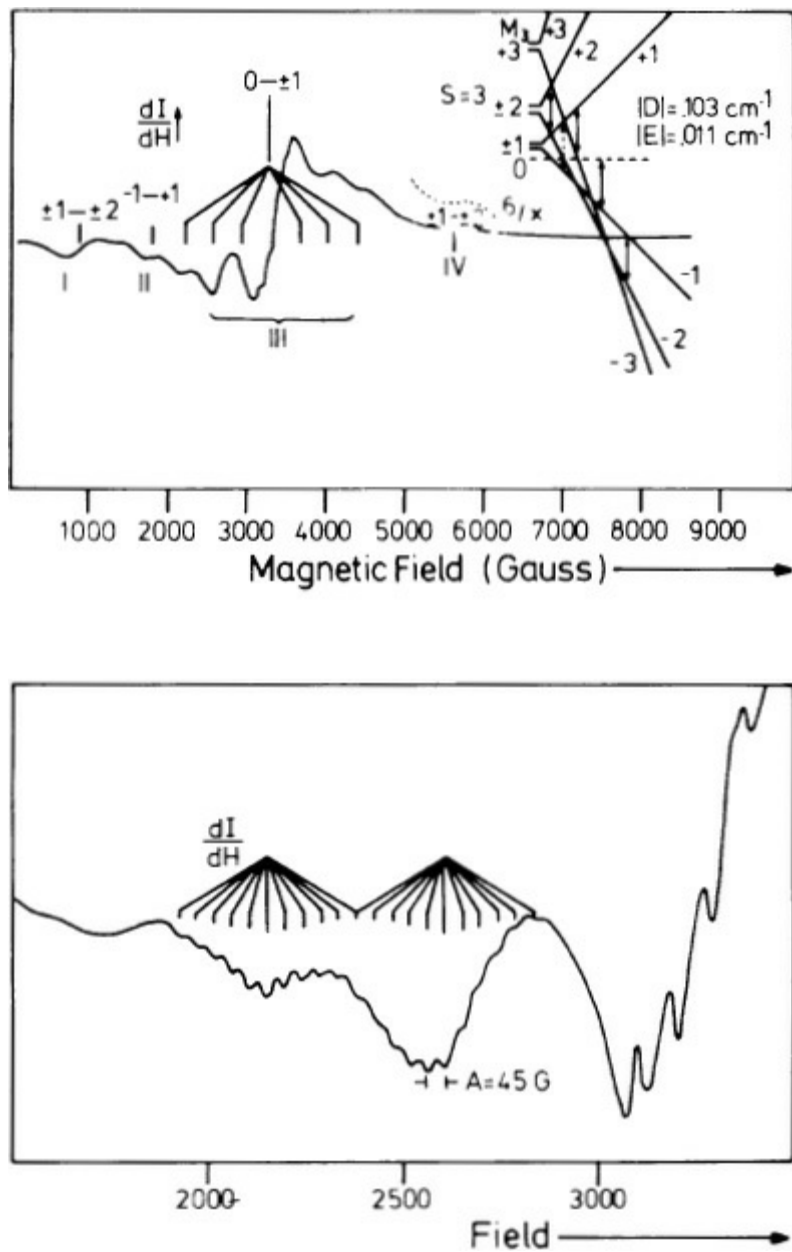 M₃ +3
+3 +2 +1
0—±1
dI
dH
S=3 ±2
|D|=.103 cm⁻¹
|E|=.011 cm⁻¹
±1
0
±1—±2 -1—+1
I II
III
IV
-1
-2
-3
1000 2000 3000 4000 5000 6000 7000 8000 9000
Magnetic Field (Gauss)
dI
dH
A=45 G
2000 2500 3000
Field